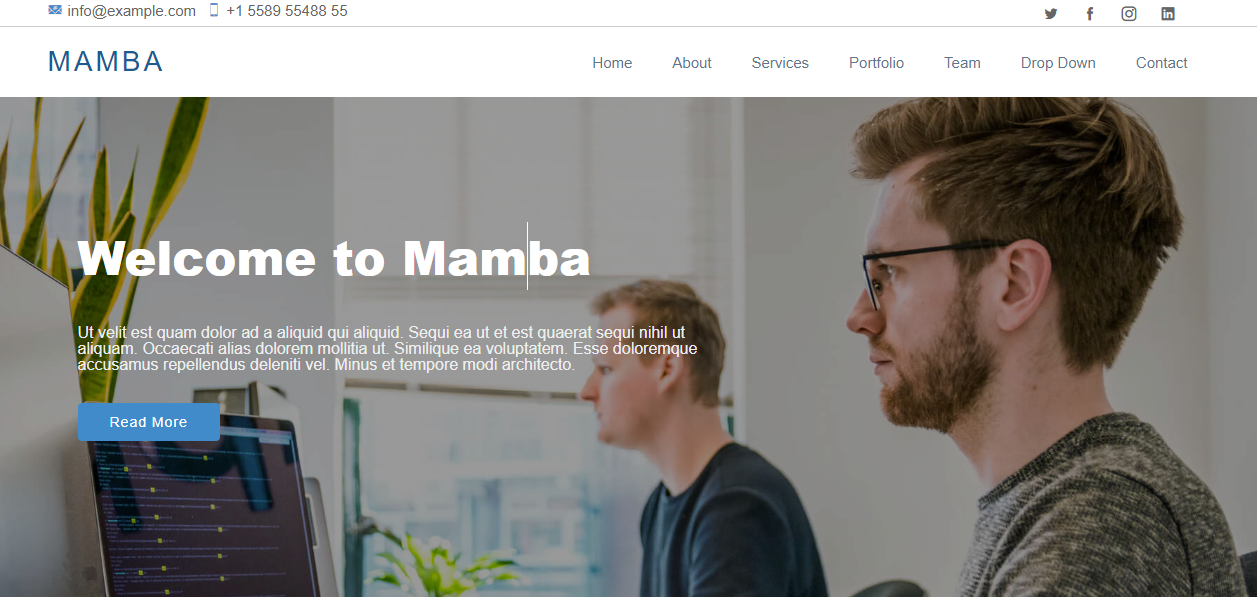 info@example.com +1 5589 55488 55
MAMBA
Home About Services Portfolio Team Drop Down Contact
Welcome to Mamba
Ut velit est quam dolor ad a aliquid qui aliquid. Sequi ea ut et est quaerat sequi nihil ut
aliquam. Occaecati alias dolorem mollitia ut. Similique ea voluptatem. Esse doloremque
accusamus repellendus deleniti vel. Minus et tempore modi architecto.
Read More